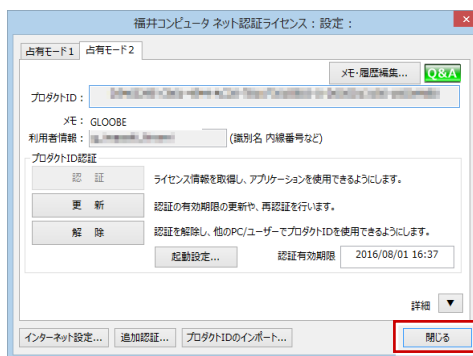 福井コンピュータ ネット認証ライセンス：設定：
占有モード1 占有モード2
メモ・履歴編集... Q&A
プロダクトID：
メモ： GLOOBE
利用者情報： (識別名 内線番号など)
プロダクトID認証
認 証 ライセンス情報を取得し、アプリケーションを使用できるようにします。
更 新 認証の有効期限の更新や、再認証を行います。
解 除 認証を解除し、他のPC/ユーザーでプロダクトIDを使用できるようにします。
起動設定... 認証有効期限 2016/08/01 16:37
詳細 ▼
インターネット設定... 追加認証... プロダクトIDのインポート... 閉じる